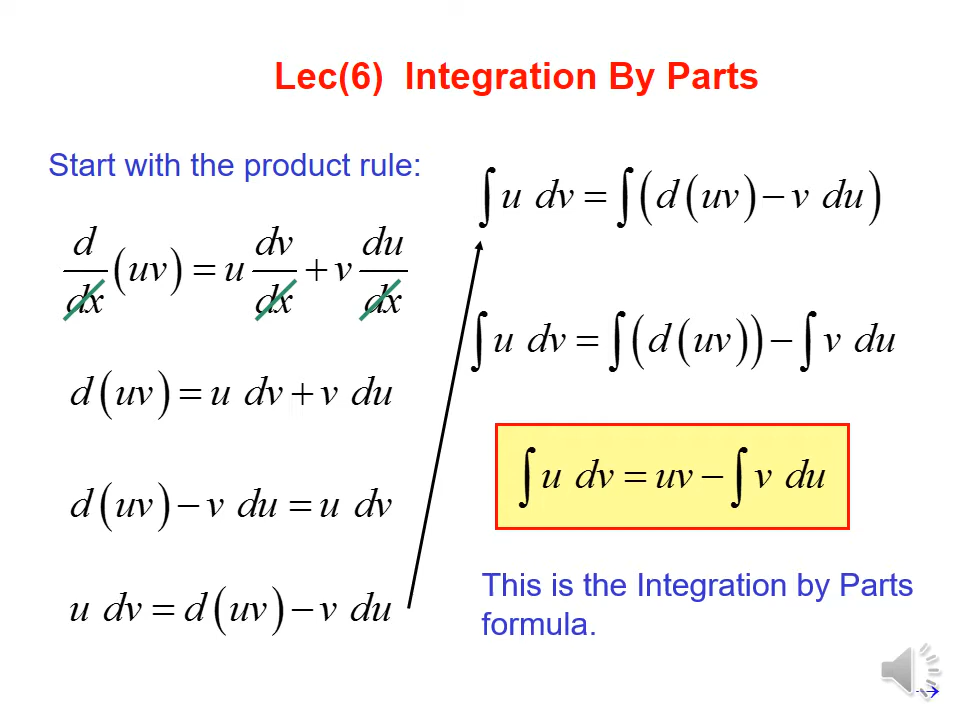 Lec(6) Integration By Parts
Start with the product rule:
d/dx (uv) = u dv/dx + v du/dx
d(uv) = u dv + v du
d(uv) − v du = u dv
u dv = d(uv) − v du
∫ u dv = ∫(d(uv) − v du)
∫ u dv = ∫(d(uv)) − ∫ v du
∫ u dv = uv − ∫ v du
This is the Integration by Parts
formula.